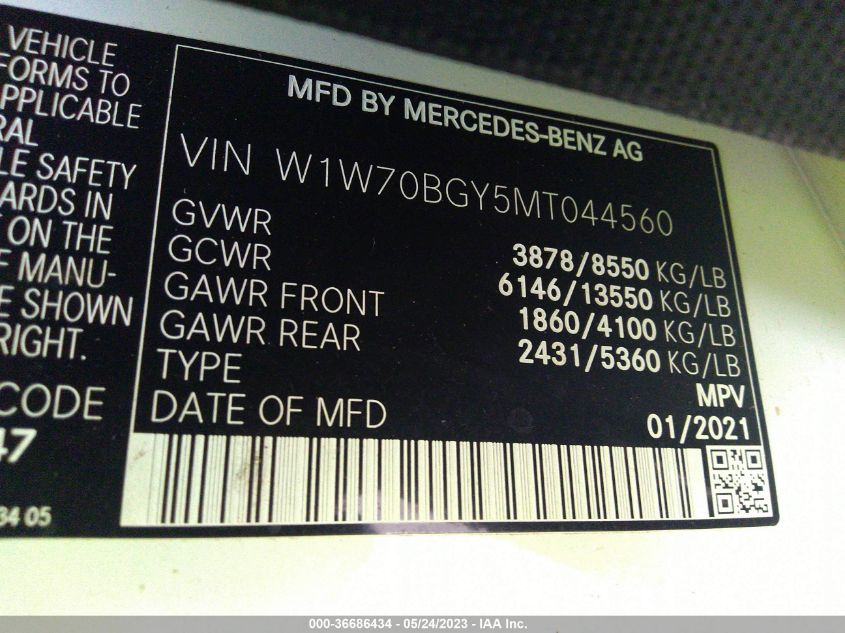 VEHICLE
FORMS TO
APPLICABLE
RAL
LE SAFETY
ARDS IN
ON THE
MANU-
SHOWN
RIGHT.
CODE
47
34 05
MFD BY MERCEDES-BENZ AG
VIN W1W70BGY5MT044560
GVWR 3878/8550 KG/LB
GCWR 6146/13550 KG/LB
GAWR FRONT 1860/4100 KG/LB
GAWR REAR 2431/5360 KG/LB
TYPE MPV
DATE OF MFD 01/2021
000-36686434 - 05/24/2023 - IAA Inc.